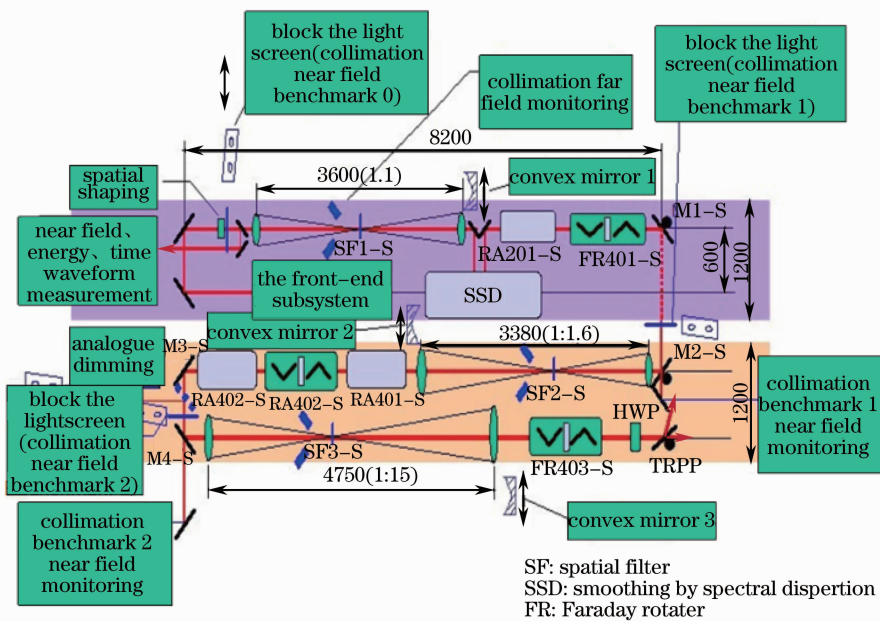 block the light
screen(collimation
near field
benchmark 0)
block the light
screen(collimation
near field
benchmark 1)
collimation far
field monitoring
8200
spatial
shaping
3600(1.1)
convex mirror 1
M1-S
near field、
energy、time
waveform
measurement
SF1-S
RA201-S
FR401-S
600
1200
the front-end
subsystem
SSD
convex mirror 2
3380(1:1.6)
analogue
dimming
M3-S
M2-S
RA402-S
RA402-S
RA401-S
SF2-S
HWP
1200
collimation
benchmark 1
near field
monitoring
block the
lightscreen
(collimation
near field
benchmark 2)
M4-S
SF3-S
FR403-S
TRPP
4750(1:15)
convex mirror 3
collimation
benchmark 2
near field
monitoring
SF: spatial filter
SSD: smoothing by spectral dispertion
FR: Faraday rotater